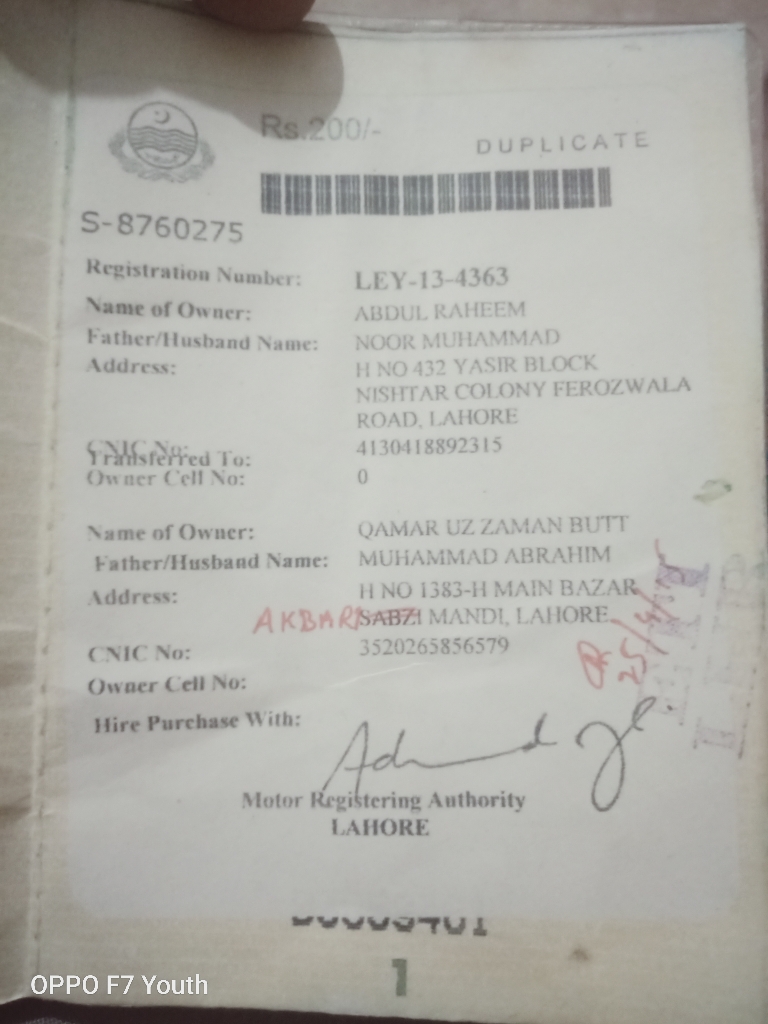 Rs.200/-
DUPLICATE
S-8760275
Registration Number: LEY-13-4363
Name of Owner: ABDUL RAHEEM
Father/Husband Name: NOOR MUHAMMAD
Address: H NO 432 YASIR BLOCK
NISHTAR COLONY FEROZWALA
ROAD, LAHORE
CNIC No: 4130418892315
Transferred To:
Owner Cell No: 0
Name of Owner: QAMAR UZ ZAMAN BUTT
Father/Husband Name: MUHAMMAD ABRAHIM
Address: H NO 1383-H MAIN BAZAR
AKBARI SABZI MANDI, LAHORE
CNIC No: 3520265856579
Owner Cell No:
Hire Purchase With:
Motor Registering Authority
LAHORE
1
OPPO F7 Youth